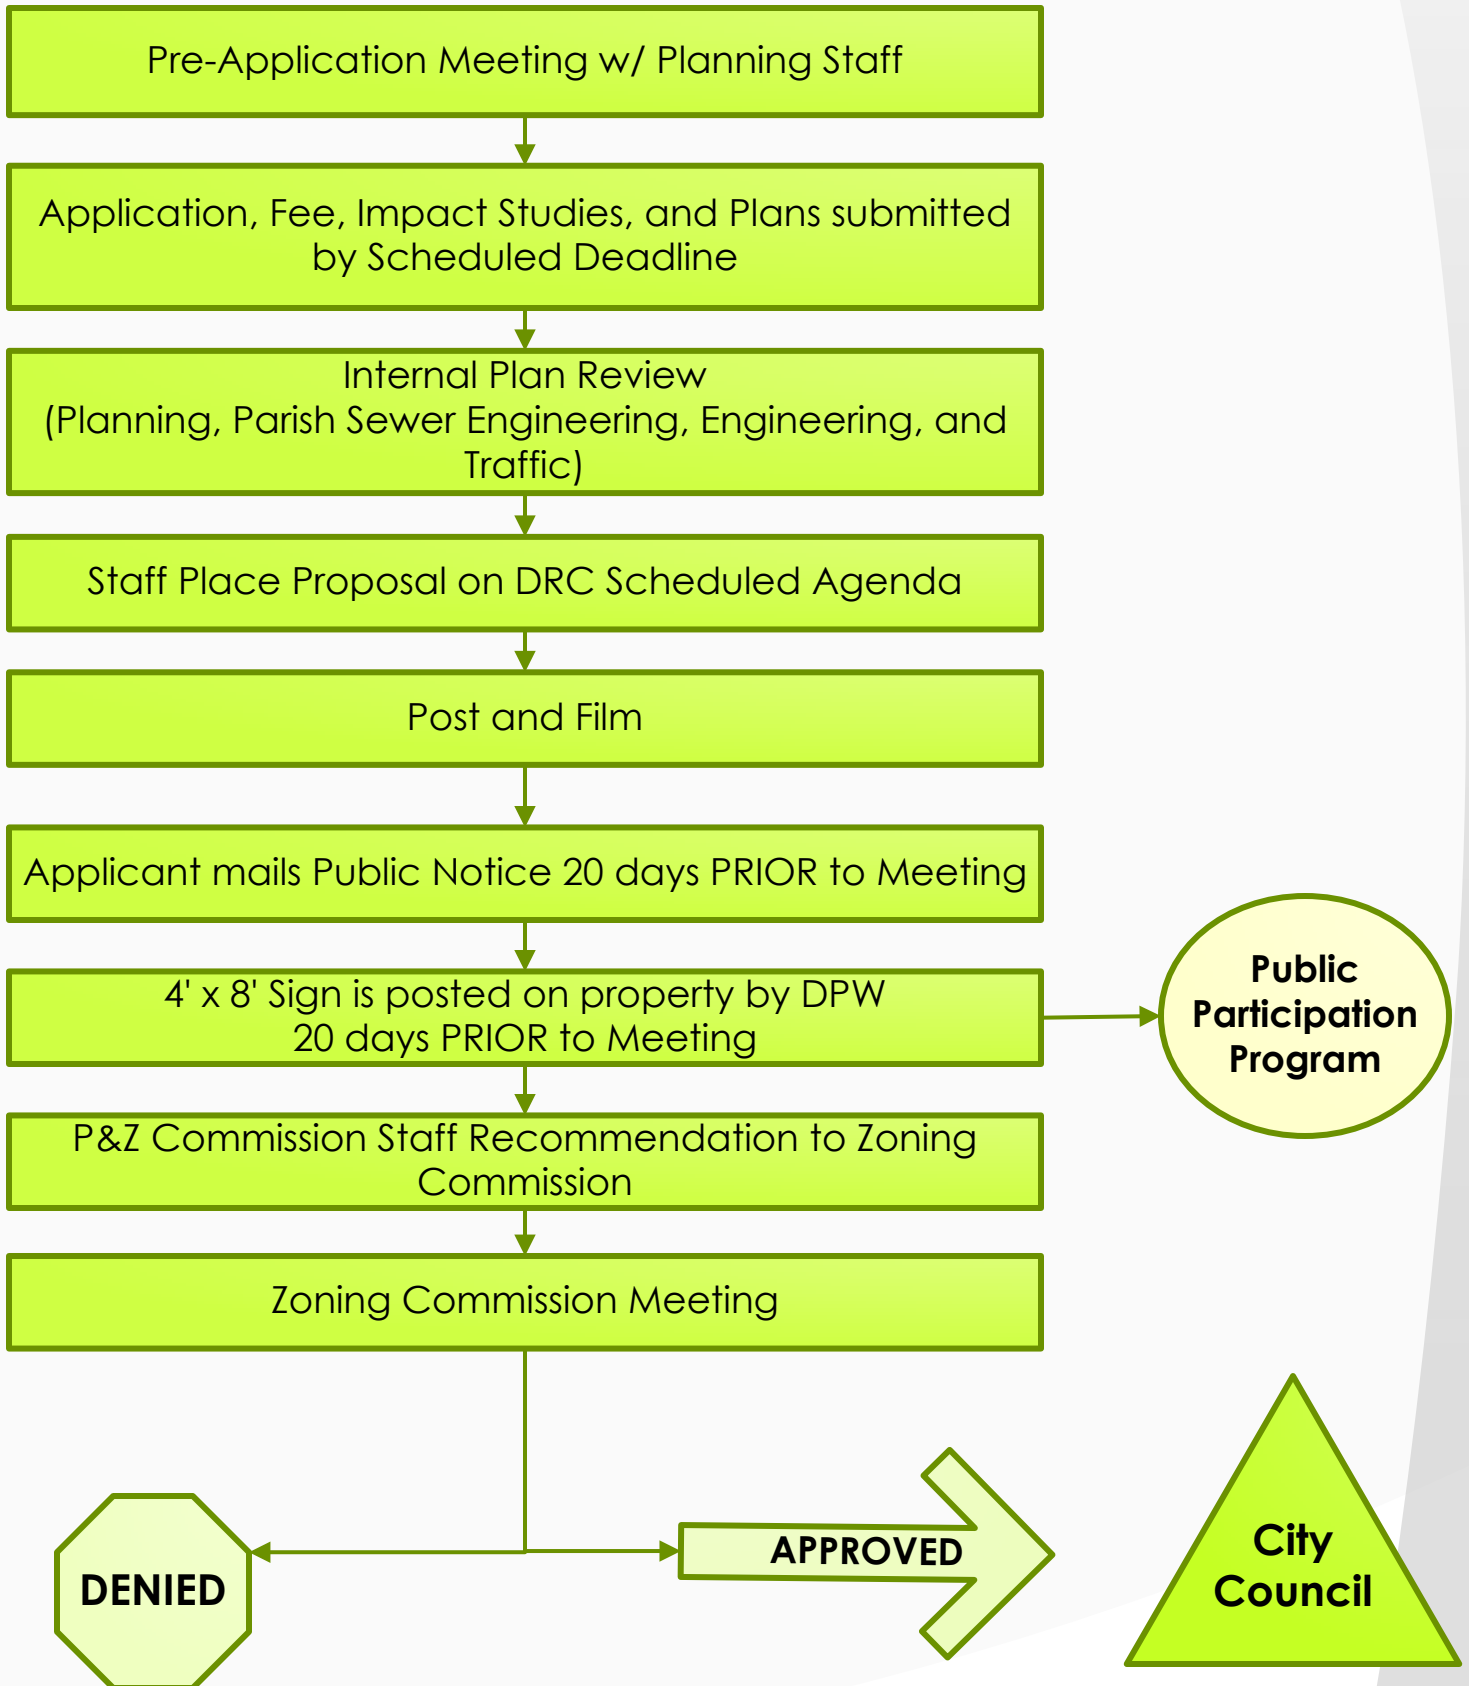 Pre-Application Meeting w/ Planning Staff
Application, Fee, Impact Studies, and Plans submitted
by Scheduled Deadline
Internal Plan Review
(Planning, Parish Sewer Engineering, Engineering, and
Traffic)
Staff Place Proposal on DRC Scheduled Agenda
Post and Film
Applicant mails Public Notice 20 days PRIOR to Meeting
4' x 8' Sign is posted on property by DPW
20 days PRIOR to Meeting
Public
Participation
Program
P&Z Commission Staff Recommendation to Zoning
Commission
Zoning Commission Meeting
DENIED
APPROVED
City
Council